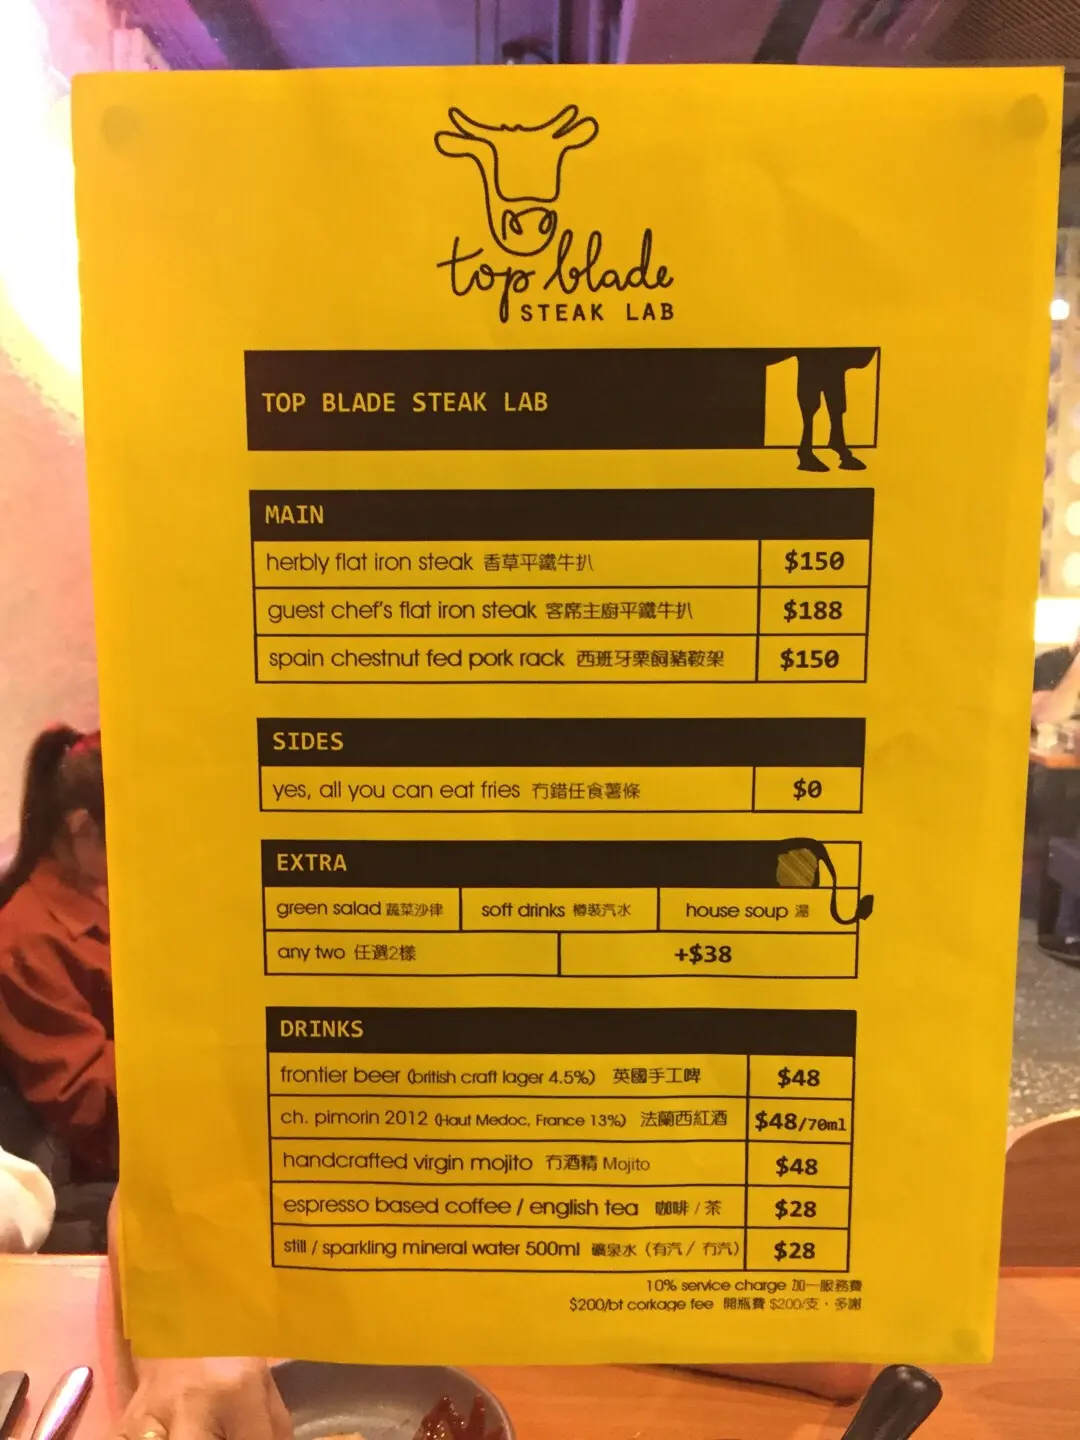 top blade
STEAK LAB
TOP BLADE STEAK LAB
MAIN
herbly flat iron steak 香草平鐵牛扒 $150
guest chef's flat iron steak 客席主廚平鐵牛扒 $188
spain chestnut fed pork rack 西班牙栗飼豬鞍架 $150
SIDES
yes, all you can eat fries 冇錯任食薯條 $0
EXTRA
green salad 蔬菜沙律 soft drinks 樽裝汽水 house soup 湯
any two 任選2樣 +$38
DRINKS
frontier beer (british craft lager 4.5%) 英國手工啤 $48
ch. pimorin 2012 (Haut Medoc, France 13%) 法蘭西紅酒 $48/70ml
handcrafted virgin mojito 冇酒精 Mojito $48
espresso based coffee / english tea 咖啡 / 茶 $28
still / sparkling mineral water 500ml 礦泉水 (有汽 / 冇汽) $28
10% service charge 加一服務費
$200/bt corkage fee 開瓶費 $200/支，多謝